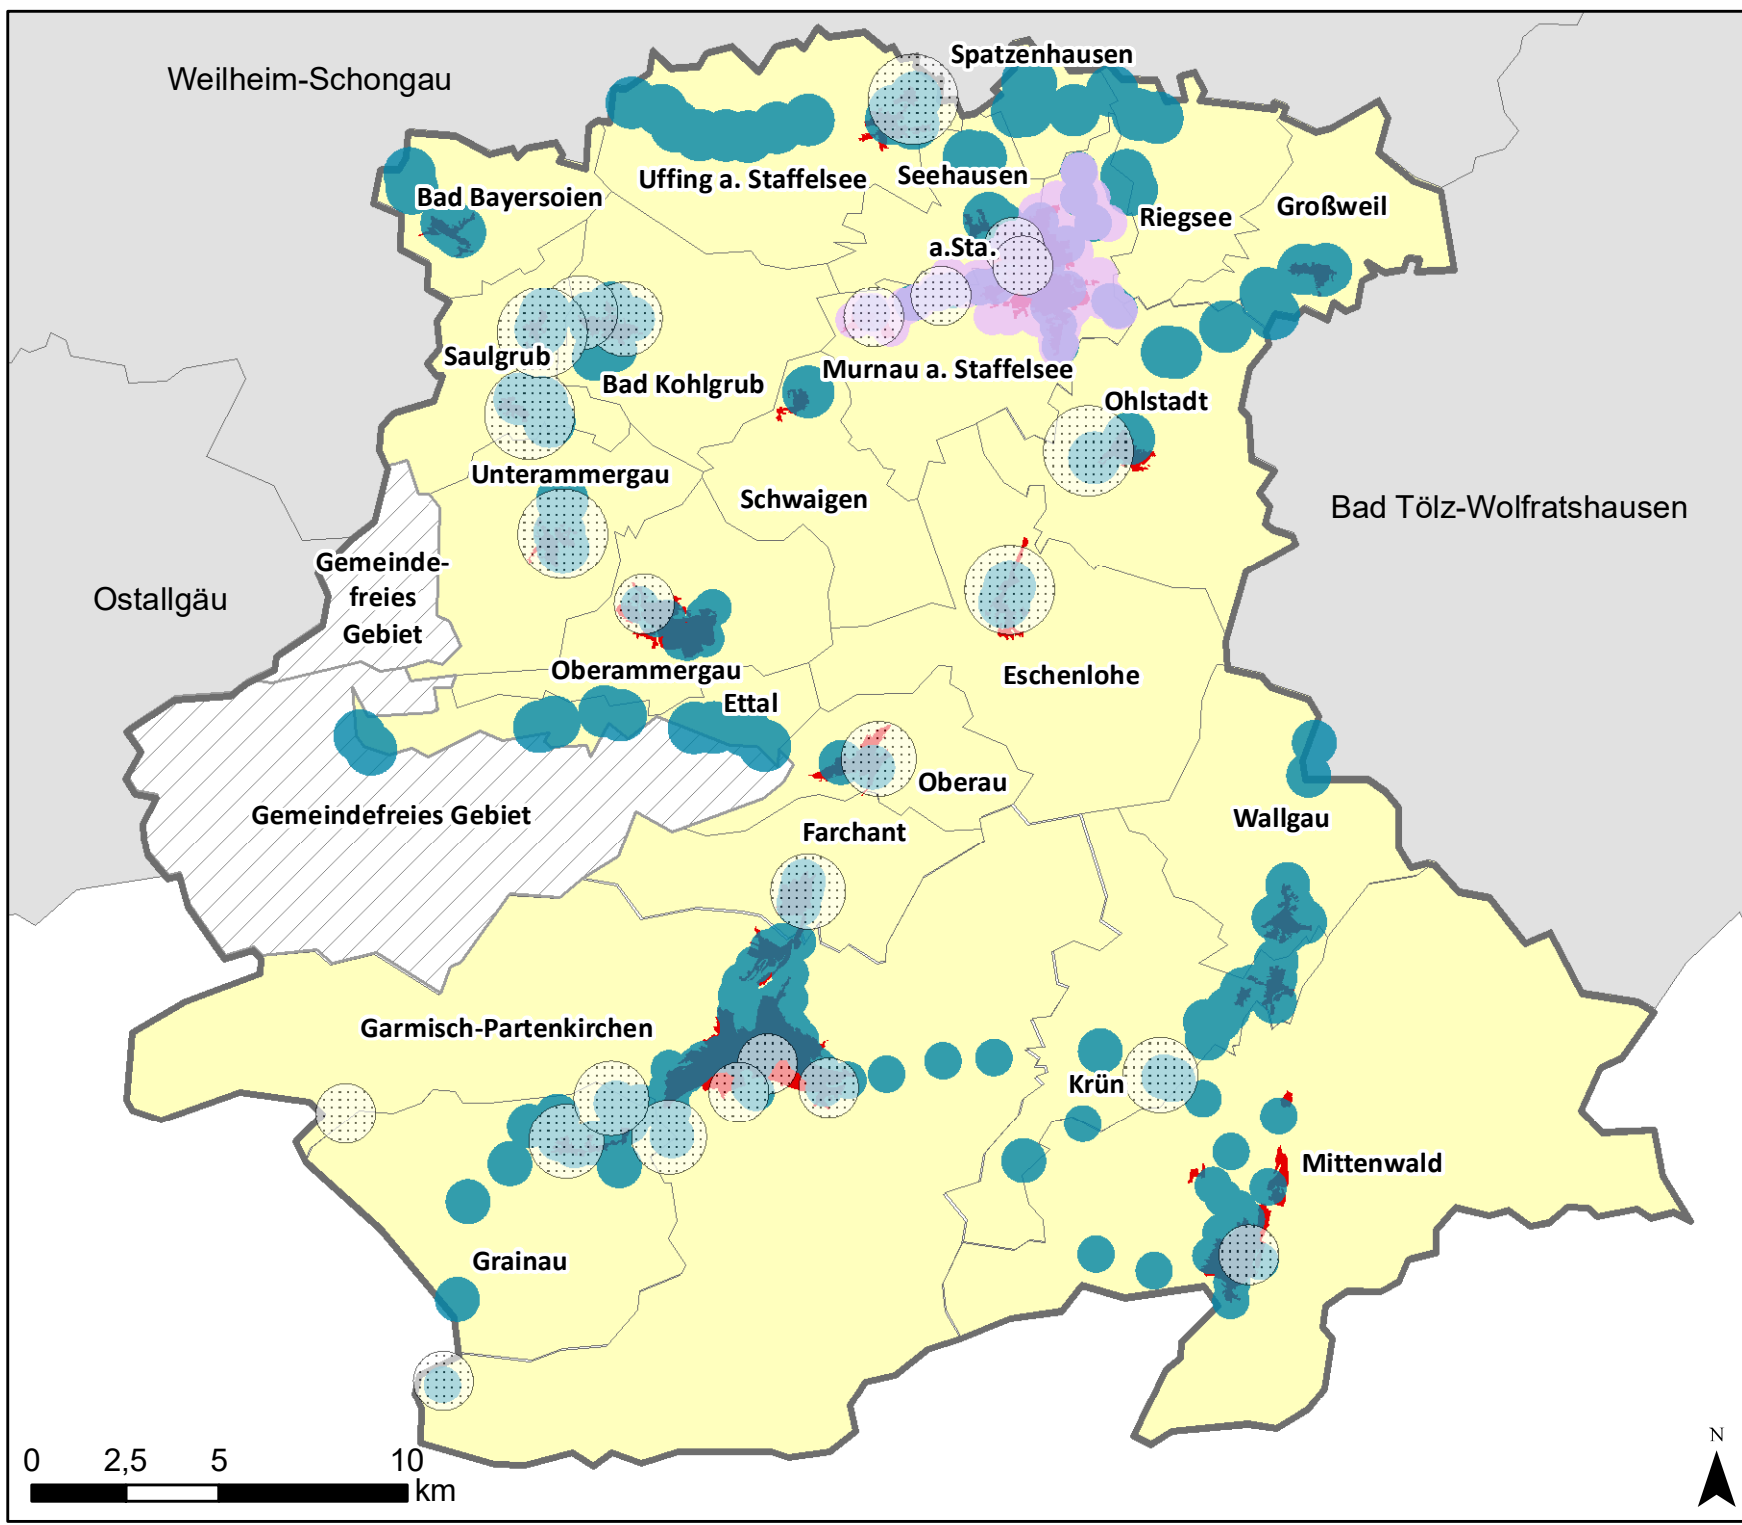 Weilheim-Schongau
Spatzenhausen
Uffing a. Staffelsee
Seehausen
a.Sta.
Bad Bayersoien
Riegsee
Großweil
Saulgrub
Bad Kohlgrub
Murnau a. Staffelsee
Ohlstadt
Unterammergau
Schwaigen
Bad Tölz-Wolfratshausen
Gemeinde-
freies
Gebiet
Ostallgäu
Oberammergau
Eschenlohe
Ettal
Oberau
Gemeindefreies Gebiet
Wallgau
Farchant
Garmisch-Partenkirchen
Krün
Mittenwald
Grainau
0 2,5 5 10
km
N